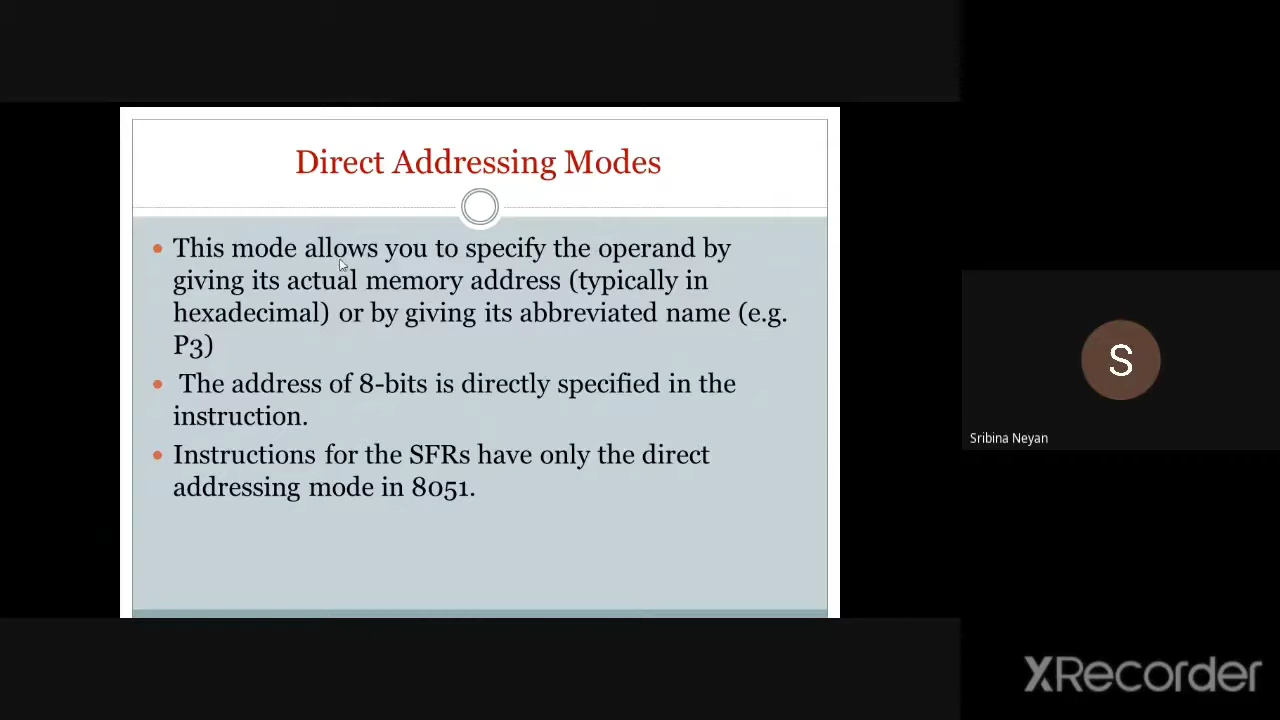 Direct Addressing Modes
This mode allows you to specify the operand by
giving its actual memory address (typically in
hexadecimal) or by giving its abbreviated name (e.g.
P3)
The address of 8-bits is directly specified in the
instruction.
Instructions for the SFRs have only the direct
addressing mode in 8051.
S
Sribina Neyan
XRecorder